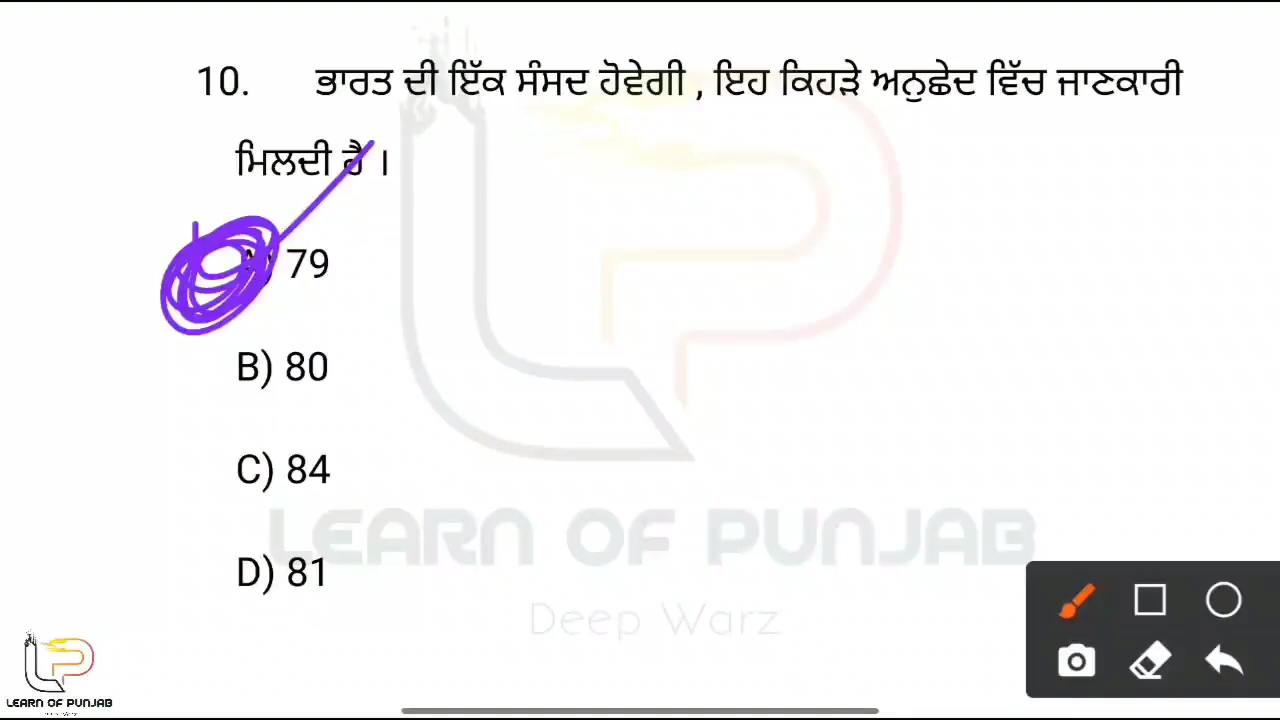 10. ਭਾਰਤ ਦੀ ਇੱਕ ਸੰਸਦ ਹੋਵੇਗੀ , ਇਹ ਕਿਹੜੇ ਅਨੁਛੇਦ ਵਿੱਚ ਜਾਣਕਾਰੀ
ਮਿਲਦੀ ਹੈ ।
A) 79
B) 80
C) 84
D) 81
LEARN OF PUNJAB
Deep Warz
LEARN OF PUNJAB